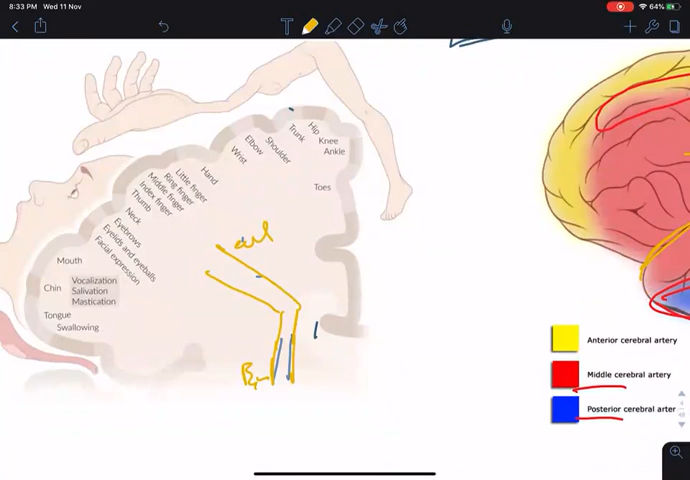 8:33 PM Wed 11 Nov
64%
T
Hip
Trunk
Knee
Ankle
Shoulder
Elbow
Wrist
Toes
Hand
Little finger
Ring finger
Middle finger
Index finger
Thumb
Neck
Eyebrows
Eyelids and eyeballs
Facial expression
Mouth
Chin
Vocalization
Salivation
Mastication
Tongue
Swallowing
Anterior cerebral artery
Middle cerebral artery
Posterior cerebral arter